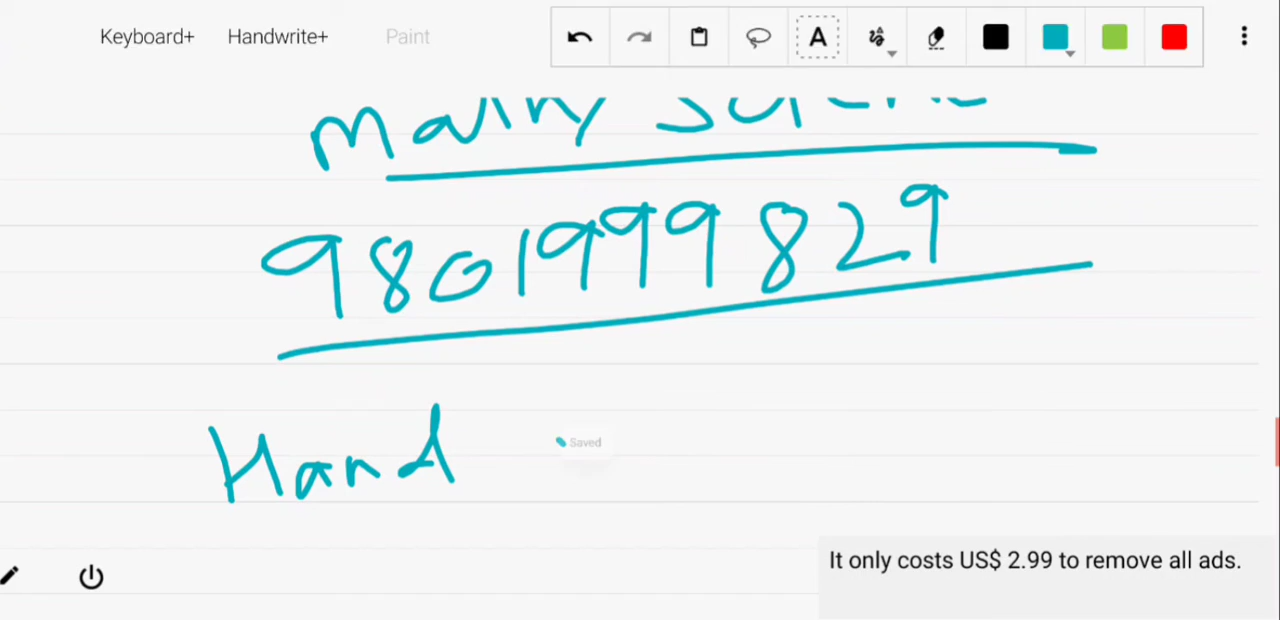 Keyboard+ Handwrite+ Paint A
9801999829
Hand
Saved
It only costs US$ 2.99 to remove all ads.